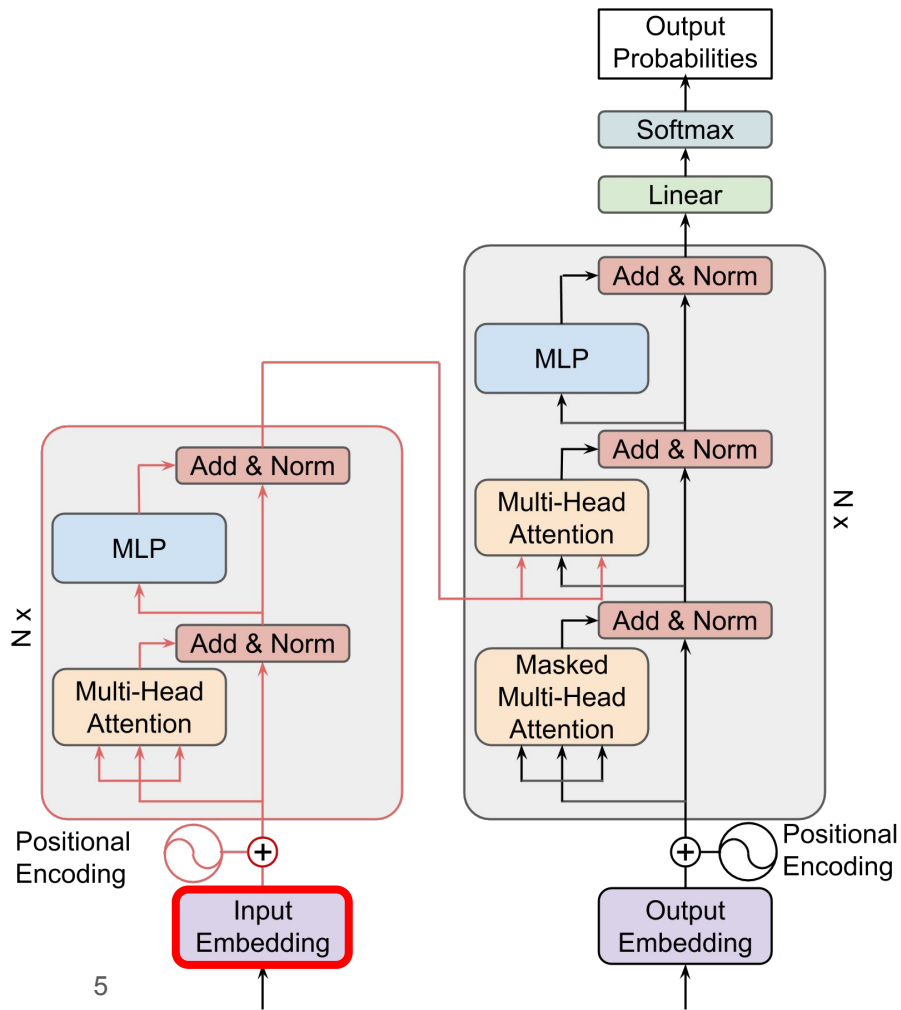 Output
Probabilities
Softmax
Linear
Add & Norm
MLP
Add & Norm
Multi-Head
Attention
N x
Add & Norm
Masked
Multi-Head
Attention
Positional
Encoding
Output
Embedding
Add & Norm
MLP
N x
Add & Norm
Multi-Head
Attention
Positional
Encoding
Input
Embedding
5